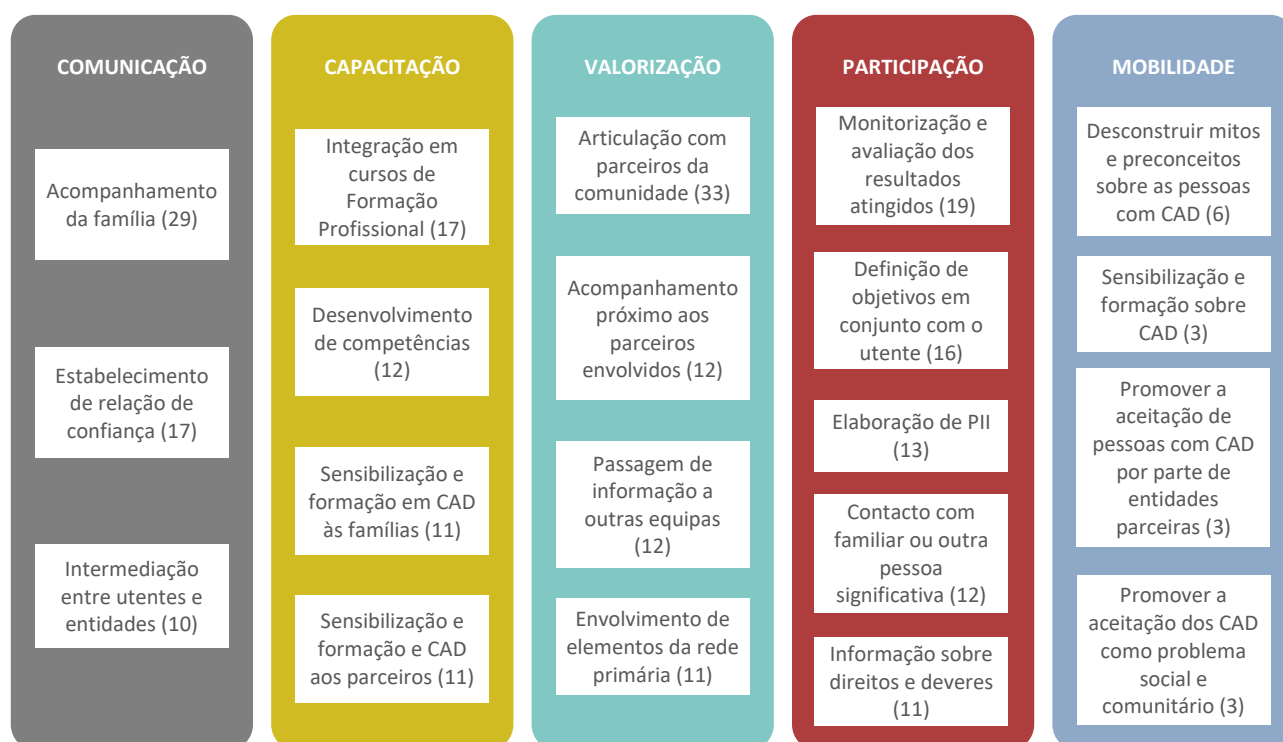 COMUNICAÇÃO
Acompanhamento
da família (29)
Estabelecimento
de relação de
confiança (17)
Intermediação
entre utentes e
entidades (10)
CAPACITAÇÃO
Integração em
cursos de
Formação
Profissional (17)
Desenvolvimento
de competências
(12)
Sensibilização e
formação em CAD
às famílias (11)
Sensibilização e
formação e CAD
aos parceiros (11)
VALORIZAÇÃO
Articulação com
parceiros da
comunidade (33)
Acompanhamento
próximo aos
parceiros
envolvidos (12)
Passagem de
informação a
outras equipas
(12)
Envolvimento de
elementos da rede
primária (11)
PARTICIPAÇÃO
Monitorização e
avaliação dos
resultados
atingidos (19)
Definição de
objetivos em
conjunto com o
utente (16)
Elaboração de PII
(13)
Contacto com
familiar ou outra
pessoa
significativa (12)
Informação sobre
direitos e deveres
(11)
MOBILIDADE
Desconstruir mitos
e preconceitos
sobre as pessoas
com CAD (6)
Sensibilização e
formação sobre
CAD (3)
Promover a
aceitação de
pessoas com CAD
por parte de
entidades
parceiras (3)
Promover a
aceitação dos CAD
como problema
social e
comunitário (3)